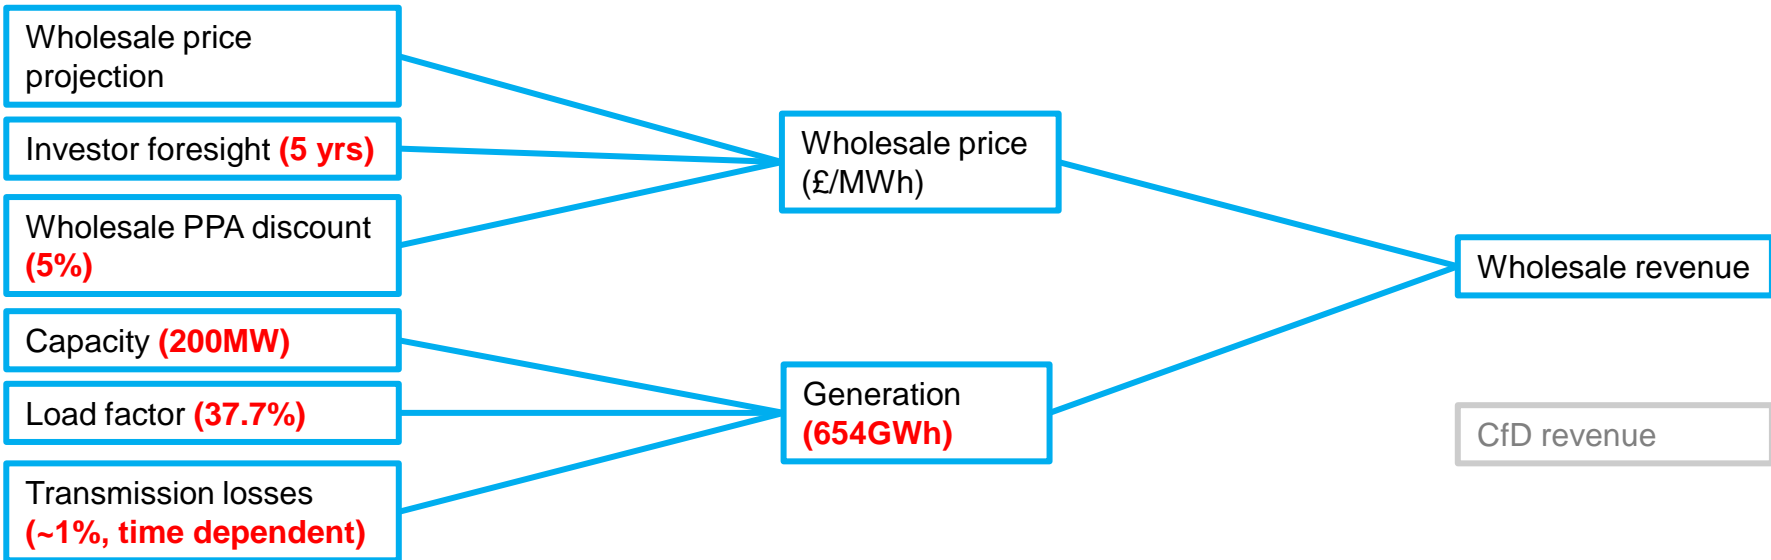 Wholesale price
projection
Investor foresight (5 yrs)
Wholesale PPA discount
(5%)
Capacity (200MW)
Load factor (37.7%)
Transmission losses
(~1%, time dependent)
Wholesale price
(£/MWh)
Generation
(654GWh)
Wholesale revenue
CfD revenue